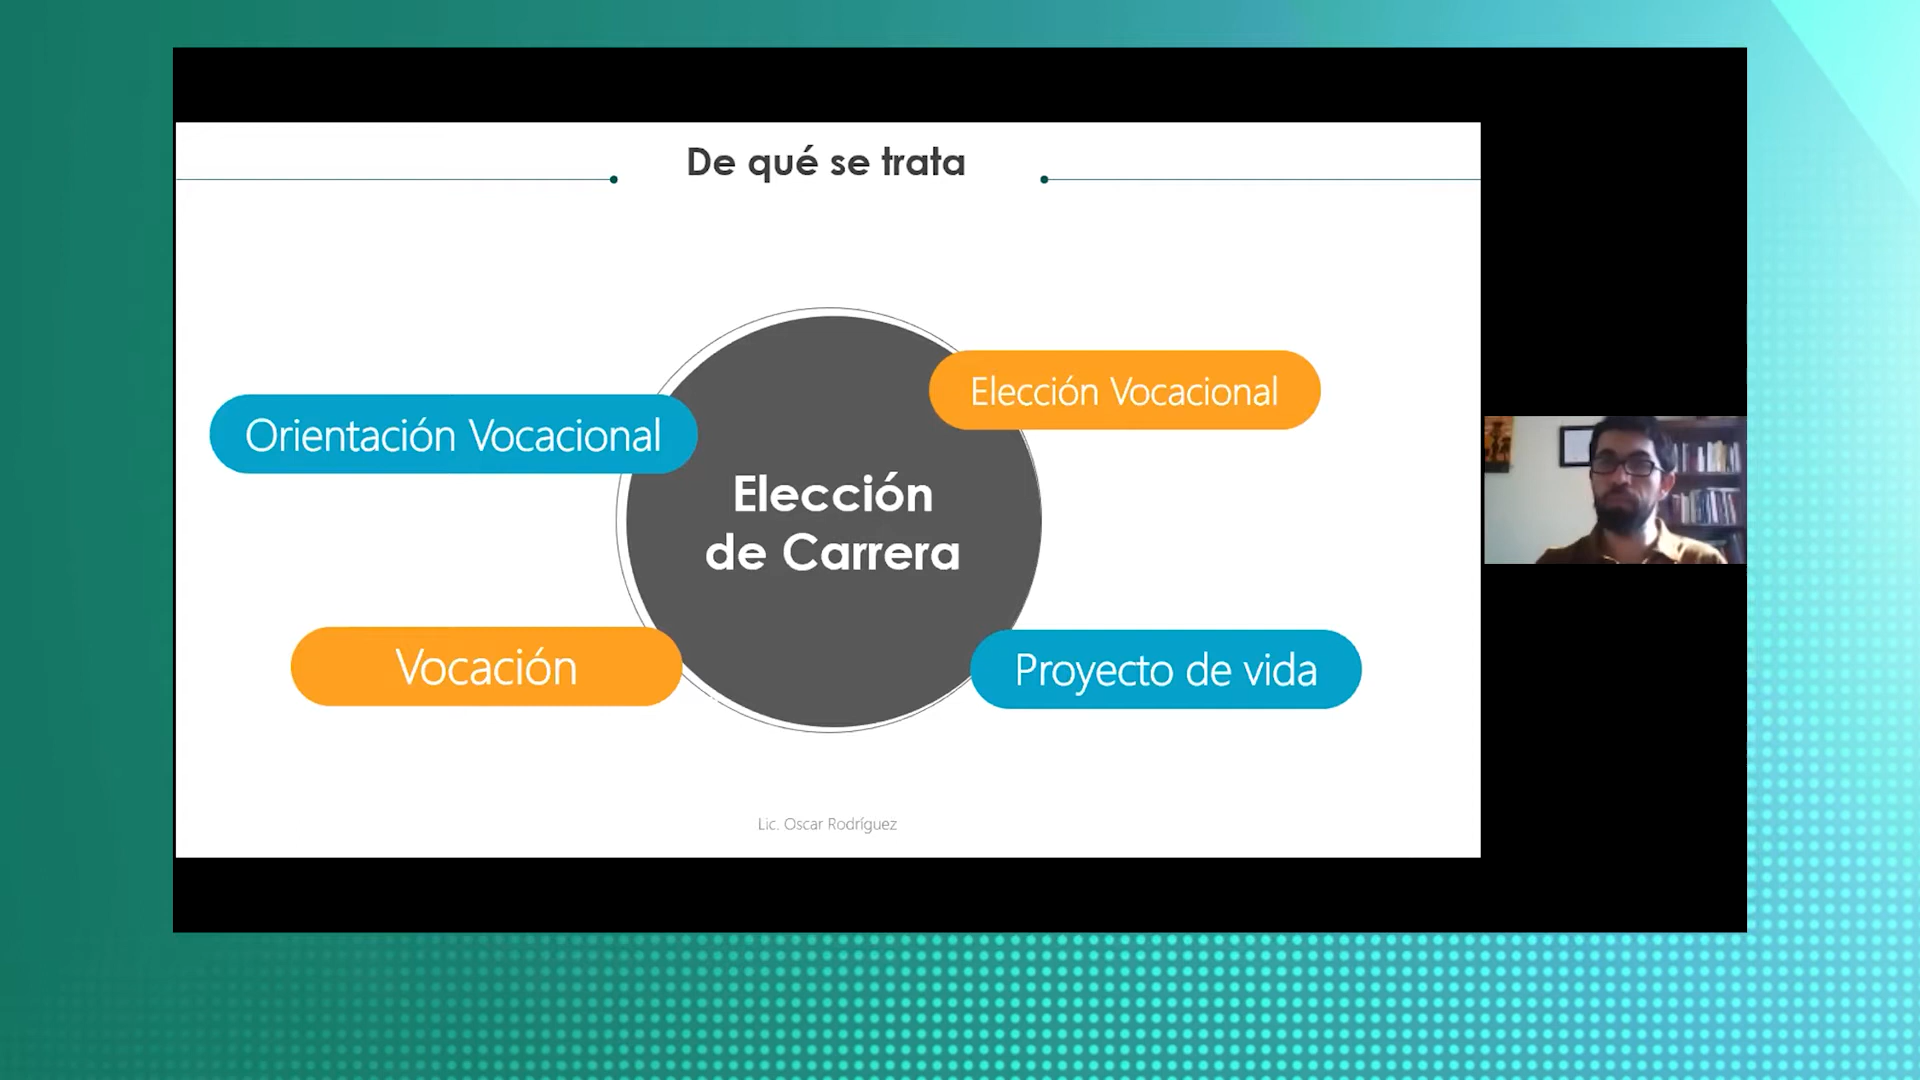 De qué se trata
Orientación Vocacional
Elección Vocacional
Elección
de Carrera
Vocación
Proyecto de vida
Lic. Oscar Rodríguez